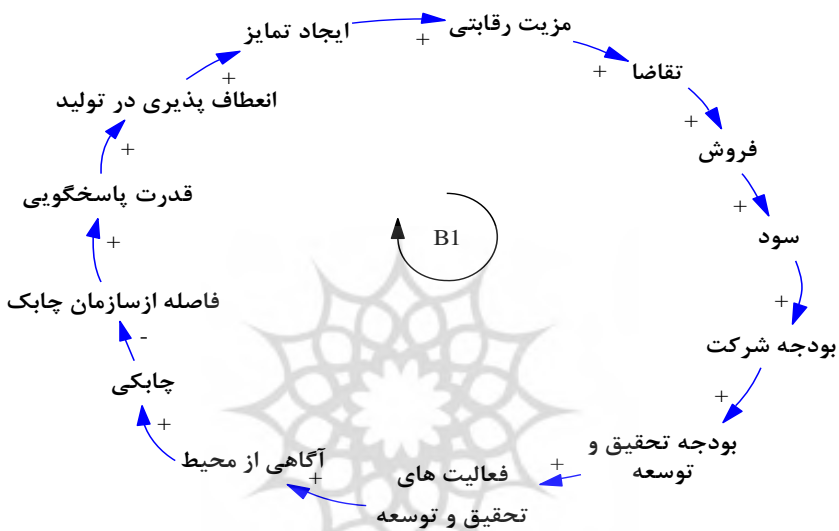 ایجاد تمایز
+
مزیت رقابتی
+
تقاضا
+
فروش
+
سود
+
بودجه شرکت
+
بودجه تحقیق و
توسعه
+
فعالیت های
تحقیق و توسعه
+
آگاهی از محیط
+
چابکی
-
فاصله ازسازمان چابک
+
قدرت پاسخگویی
+
انعطاف پذیری در تولید
+
B1